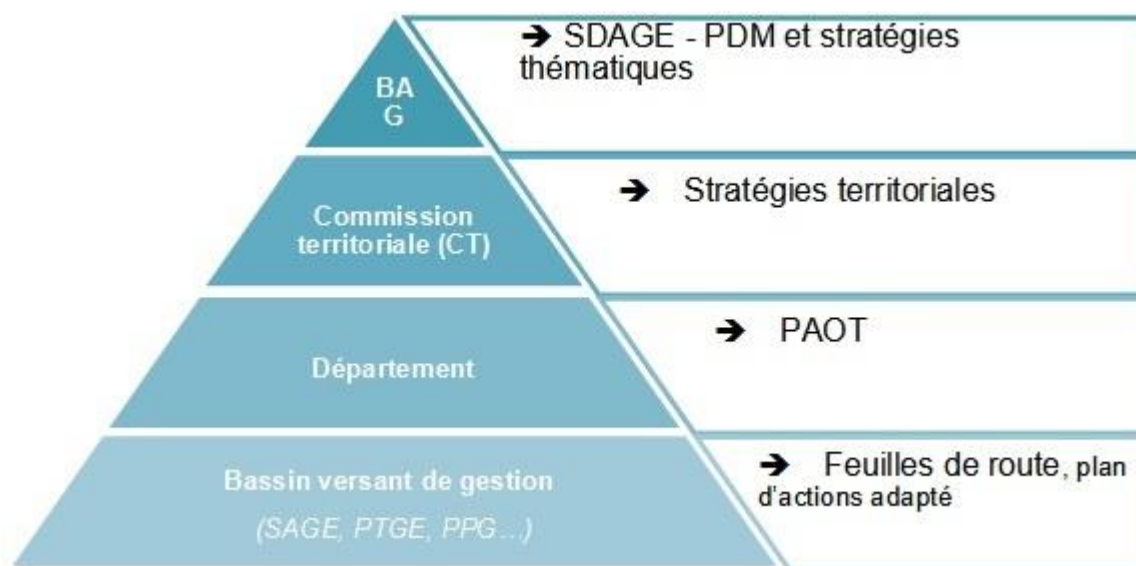 BA
G
➔ SDAGE - PDM et stratégies
thématiques
Commission
territoriale (CT)
➔ Stratégies territoriales
Département
➔ PAOT
Bassin versant de gestion
(SAGE, PTGE, PPG...)
➔ Feuilles de route, plan
d'actions adapté